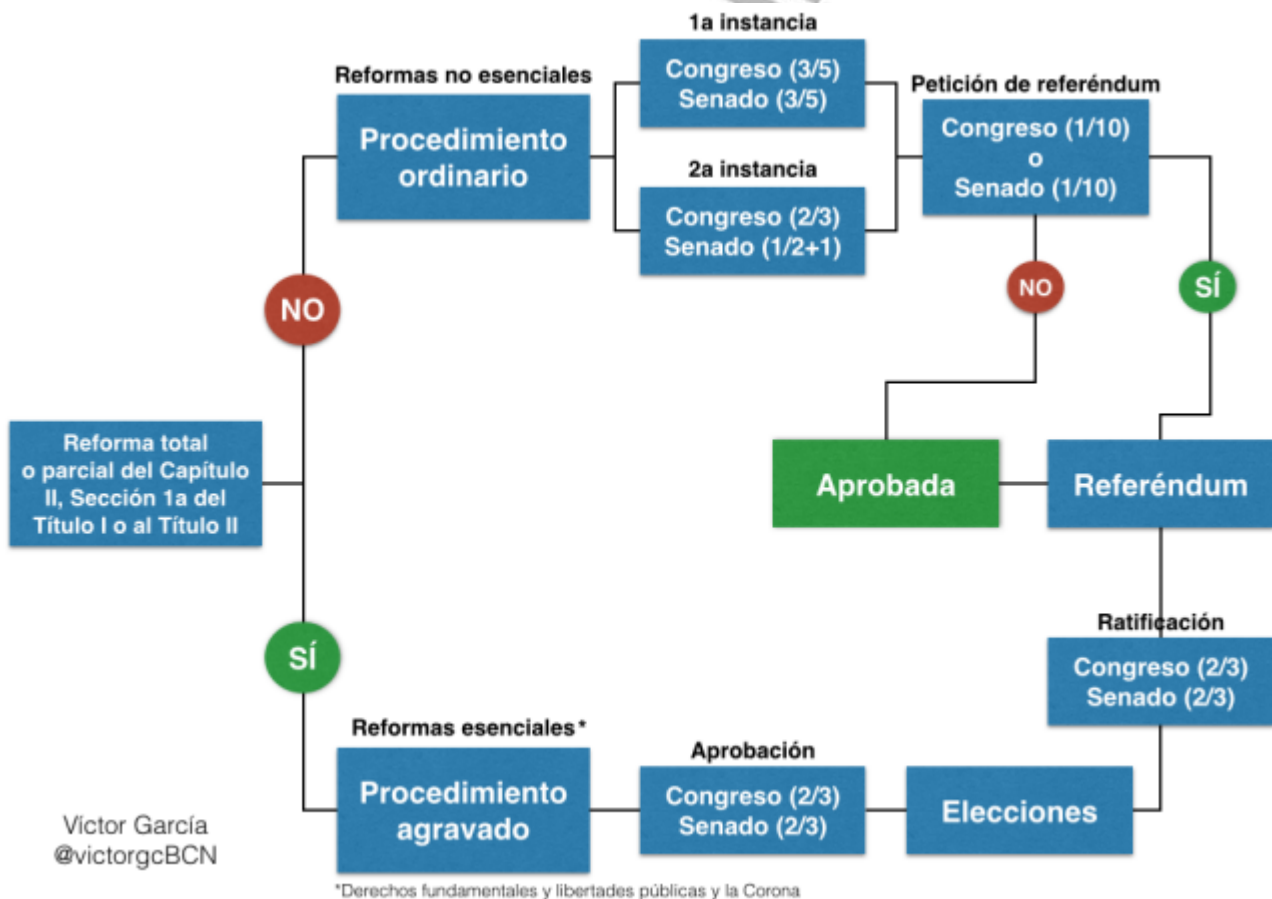 1a instancia
Reformas no esenciales
Congreso (3/5)
Senado (3/5)
Petición de referéndum
Procedimiento
ordinario
Congreso (1/10)
o
Senado (1/10)
2a instancia
Congreso (2/3)
Senado (1/2+1)
NO
NO
SÍ
Reforma total
o parcial del Capítulo
II, Sección 1a del
Título I o al Título II
Aprobada
Referéndum
SÍ
Ratificación
Congreso (2/3)
Senado (2/3)
Reformas esenciales*
Procedimiento
agravado
Aprobación
Congreso (2/3)
Senado (2/3)
Elecciones
Víctor García
@victorgcBCN
*Derechos fundamentales y libertades públicas y la Corona